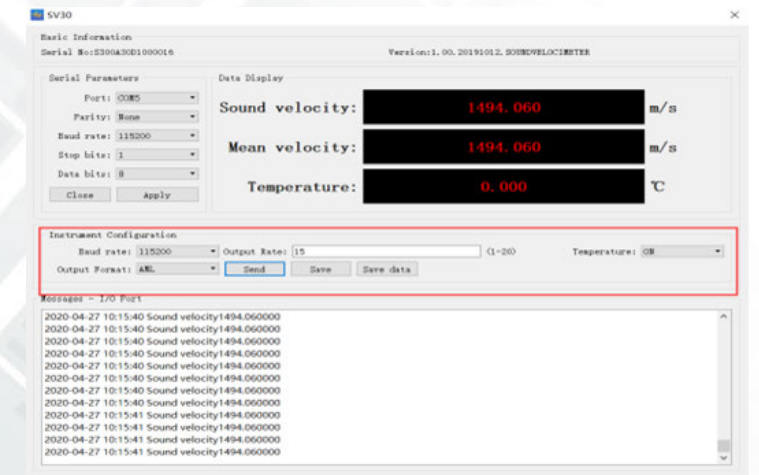 SV30
Basic Information
Serial No:S300A30D1000016
Version:1.00.20191012.SOUNDVELOCIMETER
Serial Parameters
Port: COM5
Parity: None
Baud rate: 115200
Stop bits: 1
Data bits: 8
Close Apply
Data Display
Sound velocity: 1494.060 m/s
Mean velocity: 1494.060 m/s
Temperature: 0.000 ℃
Instrument Configuration
Baud rate: 115200 Output Rate: 15 (1-20) Temperature: ON
Output Format: AML Send Save Save data
Messages - I/O Port
2020-04-27 10:15:40 Sound velocity1494.060000
2020-04-27 10:15:40 Sound velocity1494.060000
2020-04-27 10:15:40 Sound velocity1494.060000
2020-04-27 10:15:40 Sound velocity1494.060000
2020-04-27 10:15:40 Sound velocity1494.060000
2020-04-27 10:15:40 Sound velocity1494.060000
2020-04-27 10:15:40 Sound velocity1494.060000
2020-04-27 10:15:40 Sound velocity1494.060000
2020-04-27 10:15:41 Sound velocity1494.060000
2020-04-27 10:15:41 Sound velocity1494.060000
2020-04-27 10:15:41 Sound velocity1494.060000
2020-04-27 10:15:41 Sound velocity1494.060000